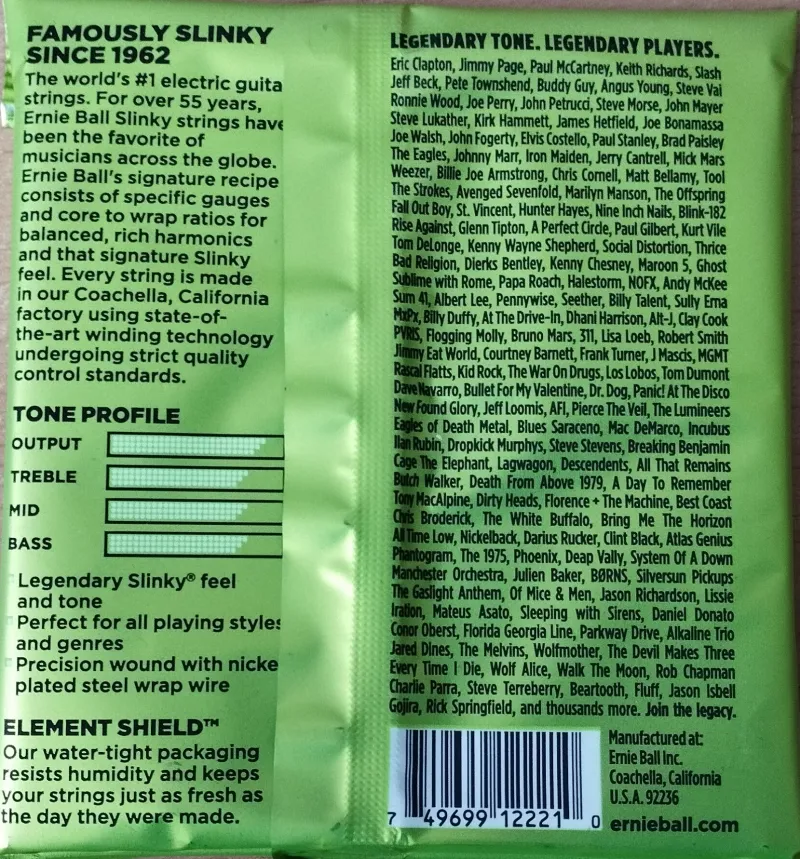 FAMOUSLY SLINKY
SINCE 1962
The world's #1 electric guita
strings. For over 55 years,
Ernie Ball Slinky strings have
been the favorite of
musicians across the globe.
Ernie Ball's signature recipe
consists of specific gauges
and core to wrap ratios for
balanced, rich harmonics
and that signature Slinky
feel. Every string is made
in our Coachella, California
factory using state-of-
the-art winding technology
undergoing strict quality
control standards.
TONE PROFILE
OUTPUT
TREBLE
MID
BASS
Legendary Slinky® feel
and tone
Perfect for all playing styles
and genres
Precision wound with nicke
plated steel wrap wire
ELEMENT SHIELD™
Our water-tight packaging
resists humidity and keeps
your strings just as fresh as
the day they were made.
LEGENDARY TONE. LEGENDARY PLAYERS.
Eric Clapton, Jimmy Page, Paul McCartney, Keith Richards, Slash
Jeff Beck, Pete Townshend, Buddy Guy, Angus Young, Steve Vai
Ronnie Wood, Joe Perry, John Petrucci, Steve Morse, John Mayer
Steve Lukather, Kirk Hammett, James Hetfield, Joe Bonamassa
Joe Walsh, John Fogerty, Elvis Costello, Paul Stanley, Brad Paisley
The Eagles, Johnny Marr, Iron Maiden, Jerry Cantrell, Mick Mars
Weezer, Billie Joe Armstrong, Chris Cornell, Matt Bellamy, Tool
The Strokes, Avenged Sevenfold, Marilyn Manson, The Offspring
Fall Out Boy, St. Vincent, Hunter Hayes, Nine Inch Nails, Blink-182
Rise Against, Glenn Tipton, A Perfect Circle, Paul Gilbert, Kurt Vile
Tom DeLonge, Kenny Wayne Shepherd, Social Distortion, Thrice
Bad Religion, Dierks Bentley, Kenny Chesney, Maroon 5, Ghost
Sublime with Rome, Papa Roach, Halestorm, NOFX, Andy McKee
Sum 41, Albert Lee, Pennywise, Seether, Billy Talent, Sully Erna
MxPx, Billy Duffy, At The Drive-In, Dhani Harrison, Alt-J, Clay Cook
PVRIS, Flogging Molly, Bruno Mars, 311, Lisa Loeb, Robert Smith
Jimmy Eat World, Courtney Barnett, Frank Turner, J Mascis, MGMT
Rascal Flatts, Kid Rock, The War On Drugs, Los Lobos, Tom Dumont
Dave Navarro, Bullet For My Valentine, Dr. Dog, Panic! At The Disco
New Found Glory, Jeff Loomis, AFI, Pierce The Veil, The Lumineers
Eagles of Death Metal, Blues Saraceno, Mac DeMarco, Incubus
Ilan Rubin, Dropkick Murphys, Steve Stevens, Breaking Benjamin
Cage The Elephant, Lagwagon, Descendents, All That Remains
Butch Walker, Death From Above 1979, A Day To Remember
Tony MacAlpine, Dirty Heads, Florence + The Machine, Best Coast
Chris Broderick, The White Buffalo, Bring Me The Horizon
All Time Low, Nickelback, Darius Rucker, Clint Black, Atlas Genius
Phantogram, The 1975, Phoenix, Deap Vally, System Of A Down
Manchester Orchestra, Julien Baker, BØRNS, Silversun Pickups
The Gaslight Anthem, Of Mice & Men, Jason Richardson, Lissie
Iration, Mateus Asato, Sleeping with Sirens, Daniel Donato
Conor Oberst, Florida Georgia Line, Parkway Drive, Alkaline Trio
Jared Dines, The Melvins, Wolfmother, The Devil Makes Three
Every Time I Die, Wolf Alice, Walk The Moon, Rob Chapman
Charlie Parra, Steve Terreberry, Beartooth, Fluff, Jason Isbell
Gojira, Rick Springfield, and thousands more. Join the legacy.
7 49699 12221 0
Manufactured at:
Ernie Ball Inc.
Coachella, California
U.S.A. 92236
ernieball.com